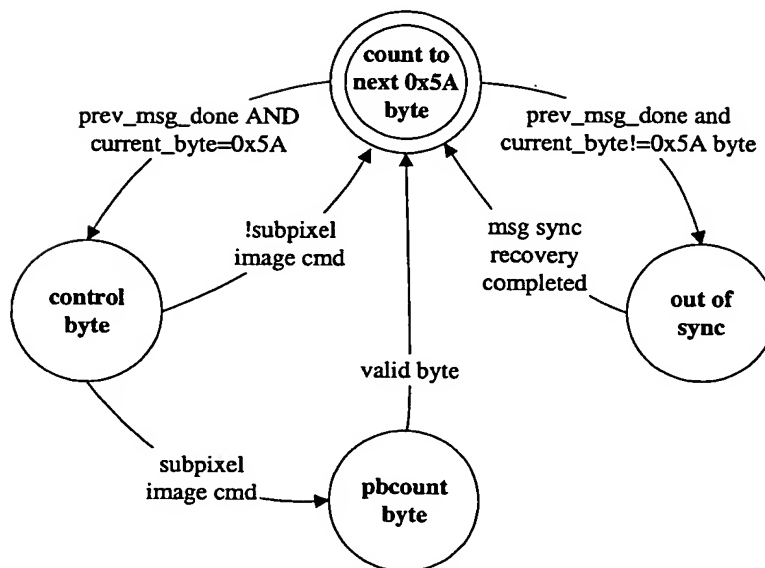 count to
next 0x5A
byte
prev_msg_done AND
current_byte=0x5A
prev_msg_done and
current_byte!=0x5A byte
!subpixel
image cmd
msg sync
recovery
completed
control
byte
out of
sync
valid byte
subpixel
image cmd
pbcount
byte